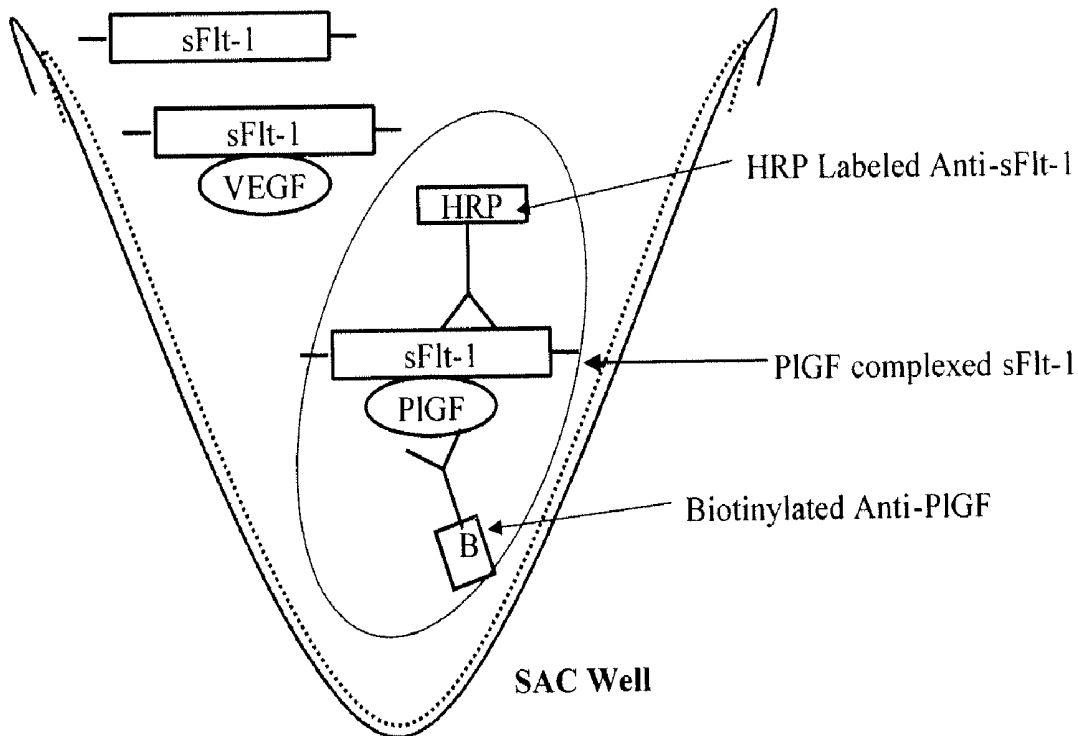 sFlt-1
sFlt-1
VEGF
HRP Labeled Anti-sFlt-1
HRP
sFlt-1
PlGF complexed sFlt-1
PlGF
Biotinylated Anti-PlGF
B
SAC Well